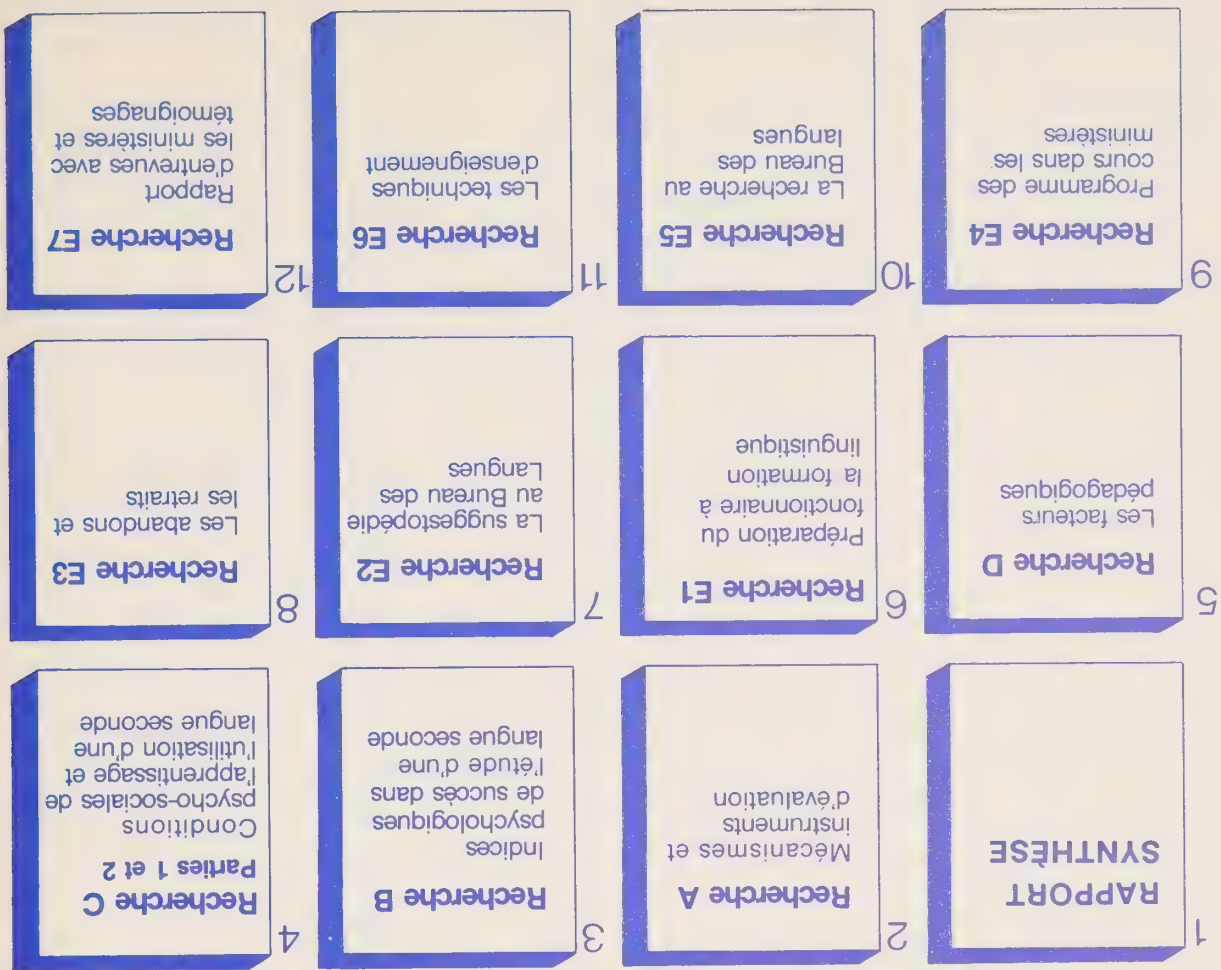 1
RAPPORT
SYNTHÈSE
2
Recherche A
Mécanismes et
instruments
d'évaluation
3
Recherche B
Indices
psychologiques
de succès dans
l'étude d'une
langue seconde
4
Recherche C
Parties 1 et 2
Conditions
psycho-sociales de
l'apprentissage et
l'utilisation d'une
langue seconde
5
Recherche D
Les facteurs
pédagogiques
6
Recherche E1
Préparation du
fonctionnaire à
la formation
linguistique
7
Recherche E2
La suggestopédie
au Bureau des
Langues
8
Recherche E3
Les abandons et
les retraits
9
Recherche E4
Programme des
cours dans les
ministères
10
Recherche E5
La recherche au
Bureau des
langues
11
Recherche E6
Les techniques
d'enseignement
12
Recherche E7
Rapport
d'entrevues avec
les ministères et
témoignages